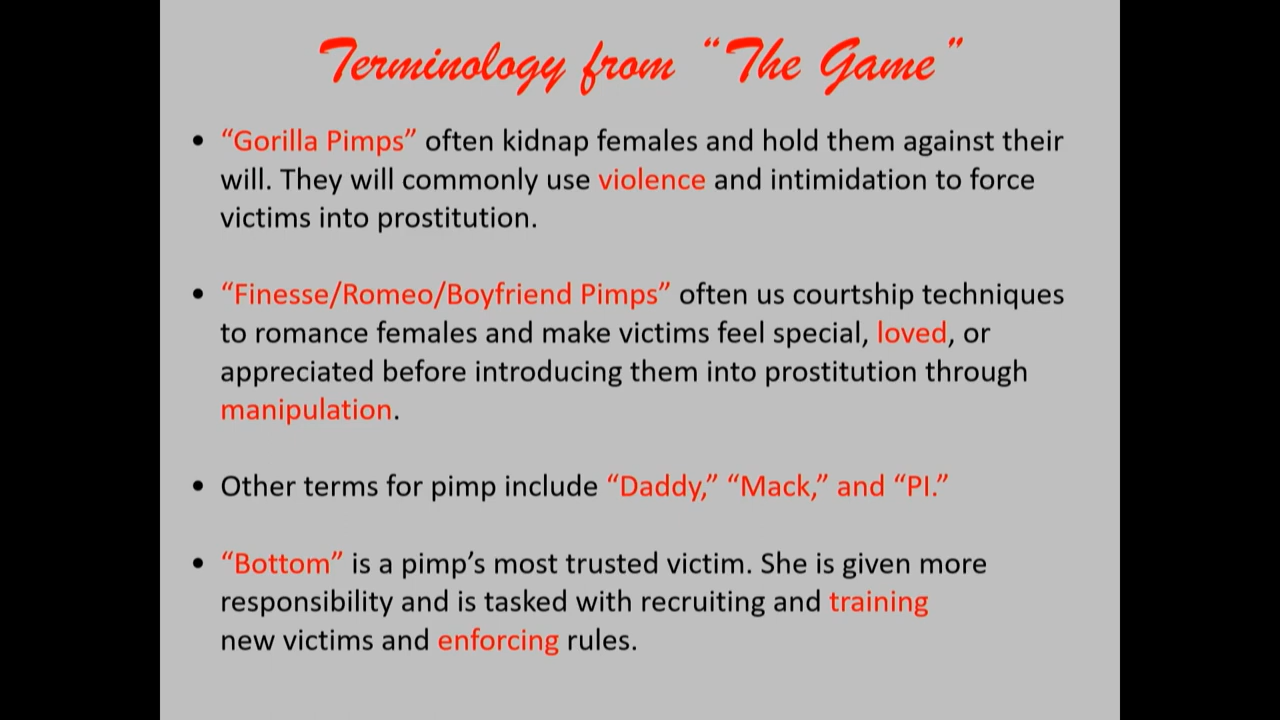 Terminology from “The Game”
• “Gorilla Pimps” often kidnap females and hold them against their
will. They will commonly use violence and intimidation to force
victims into prostitution.
• “Finesse/Romeo/Boyfriend Pimps” often us courtship techniques
to romance females and make victims feel special, loved, or
appreciated before introducing them into prostitution through
manipulation.
• Other terms for pimp include “Daddy,” “Mack,” and “PI.”
• “Bottom” is a pimp’s most trusted victim. She is given more
responsibility and is tasked with recruiting and training
new victims and enforcing rules.